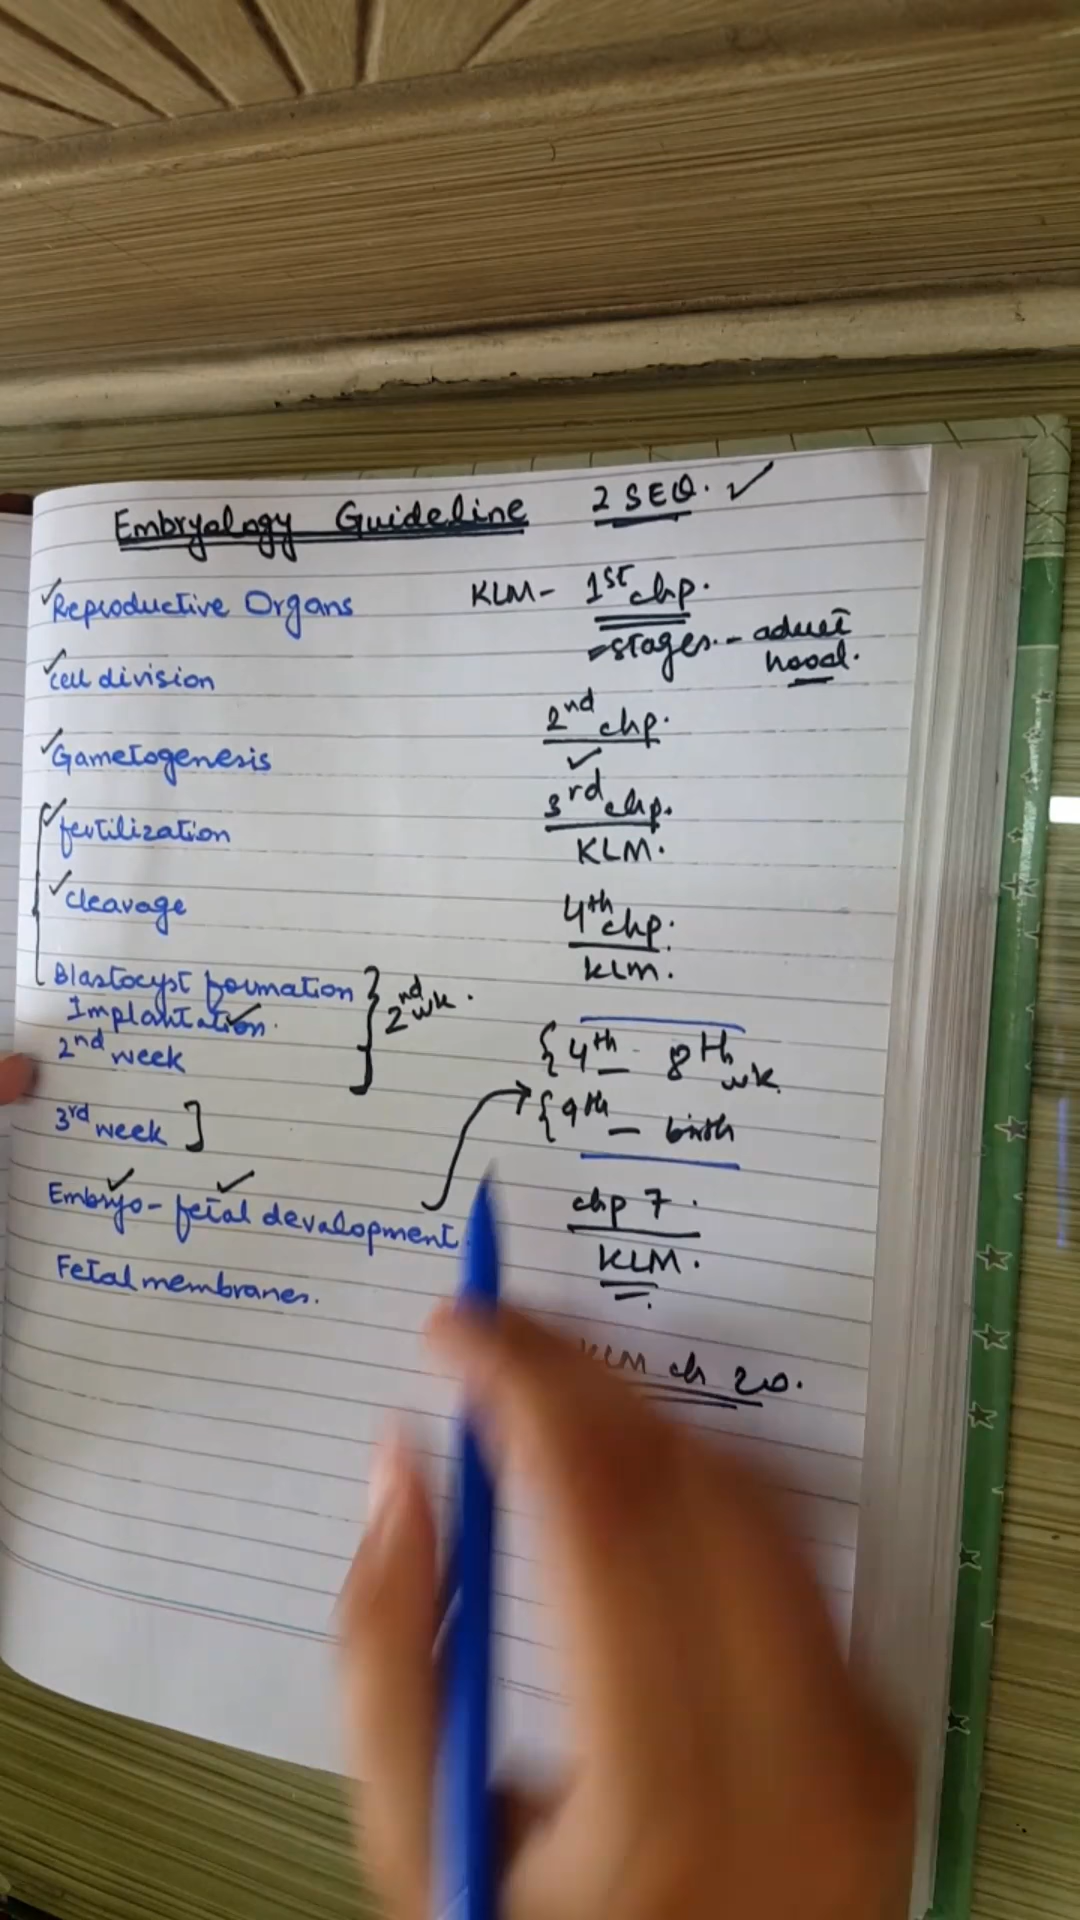 Embryology Guideline 2 SEQ. ✓
✓Reproductive Organs KLM - 1st chp.
stages. - adult
hood.
✓cell division
2nd chp.
✓Gametogenesis ✓
3rd chp.
✓fertilization KLM.
✓cleavage 4th chp.
KLM.
Blastocyst formation
Implantation. ✓ 2nd wk.
2nd week
{4th - 8th wk.
{9th - birth
3rd week ]
Embryo - fetal devalopment. chp 7.
KLM.
Fetal membranes.
KLM ch 20.